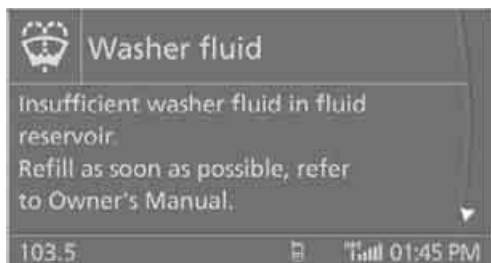 Washer fluid
Insufficient washer fluid in fluid
reservoir.
Refill as soon as possible, refer
to Owner's Manual.
103.5 01:45 PM